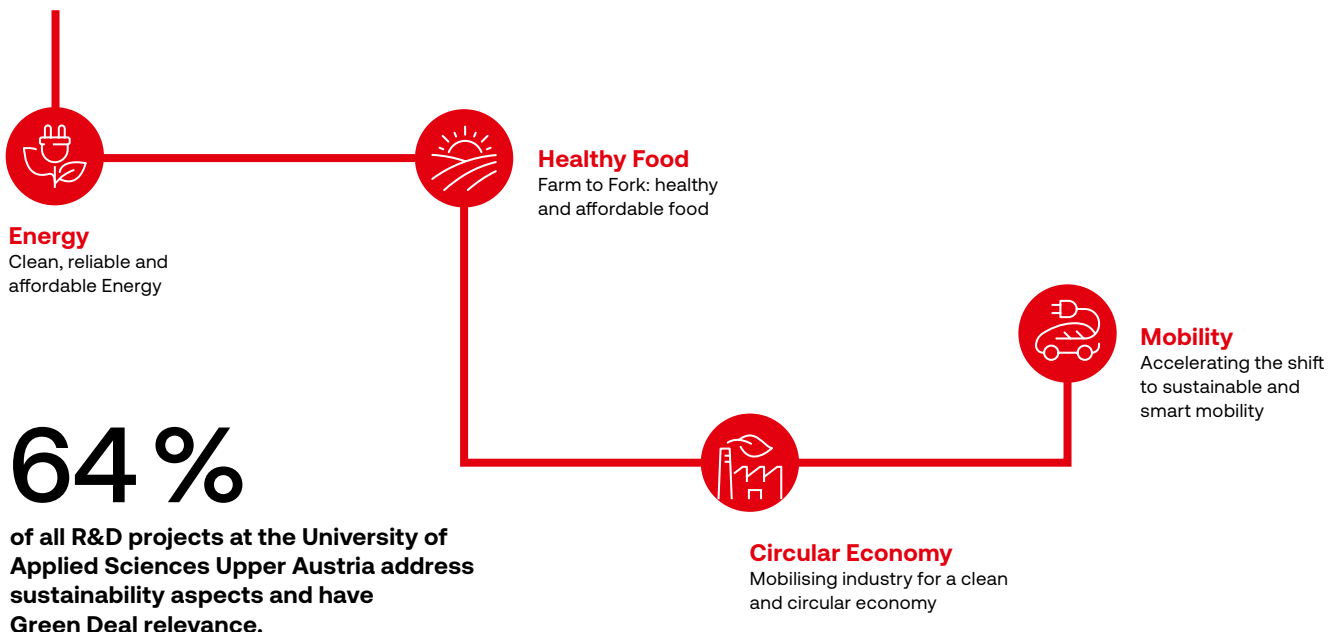 Healthy Food
Farm to Fork: healthy
and affordable food
Energy
Clean, reliable and
affordable Energy
Mobility
Accelerating the shift
to sustainable and
smart mobility
64 %
of all R&D projects at the University of
Applied Sciences Upper Austria address
sustainability aspects and have
Green Deal relevance.
Circular Economy
Mobilising industry for a clean
and circular economy